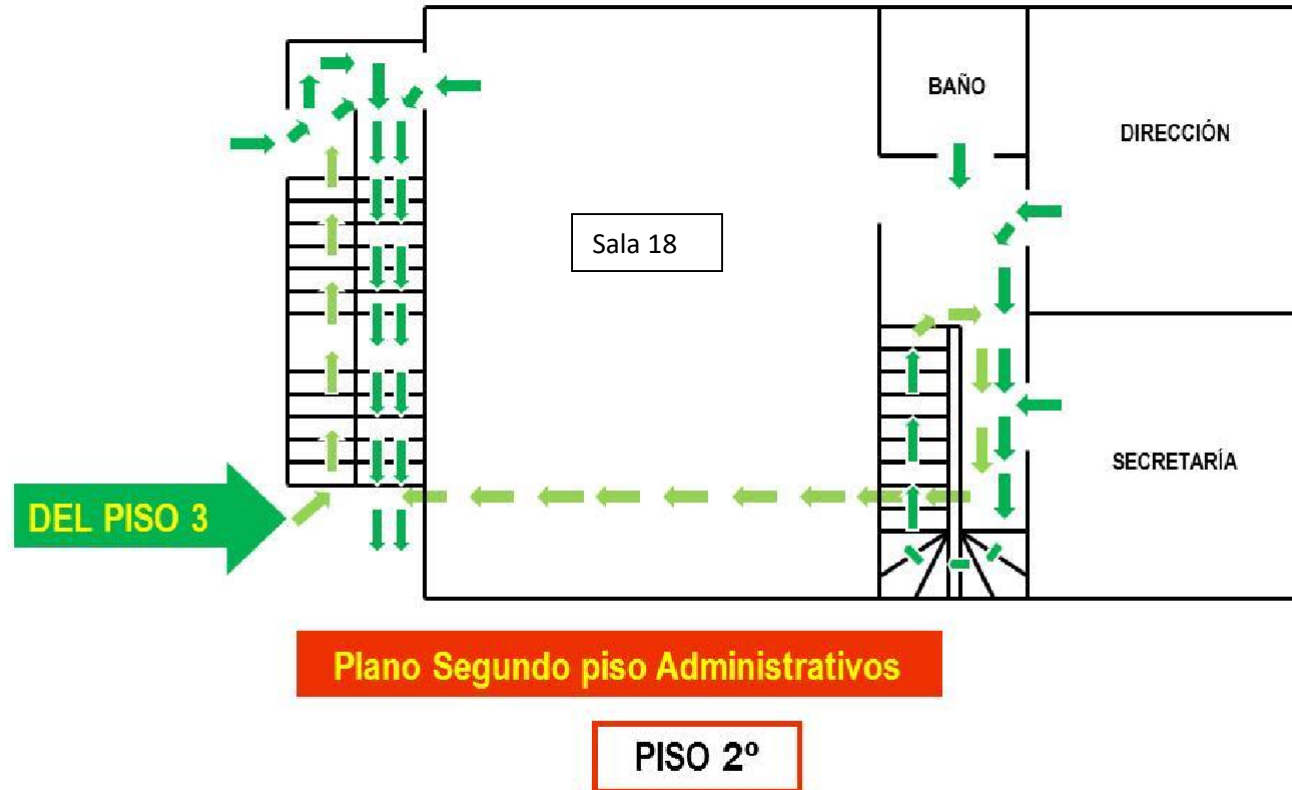 BAÑO
DIRECCIÓN
Sala 18
SECRETARÍA
DEL PISO 3
Plano Segundo piso Administrativos
PISO 2º